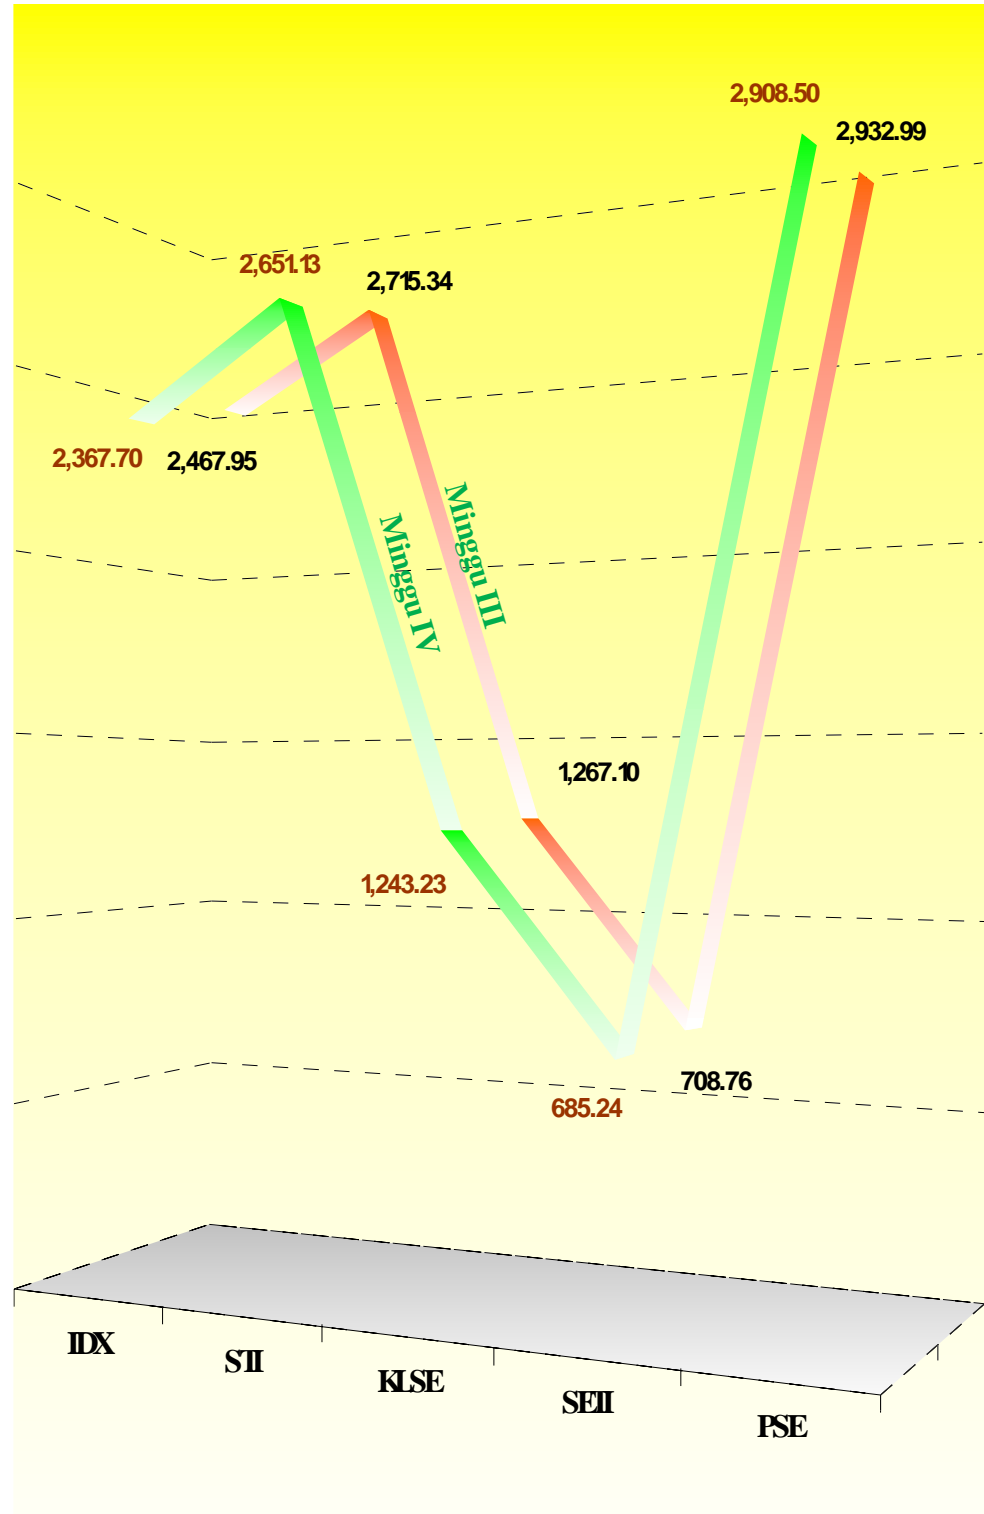 2,908.50
2,932.99
2,651.13
2,715.34
2,367.70
2,467.95
Minggu IV
Minggu III
1,267.10
1,243.23
708.76
685.24
IDX
STI
KLSE
SETI
PSE